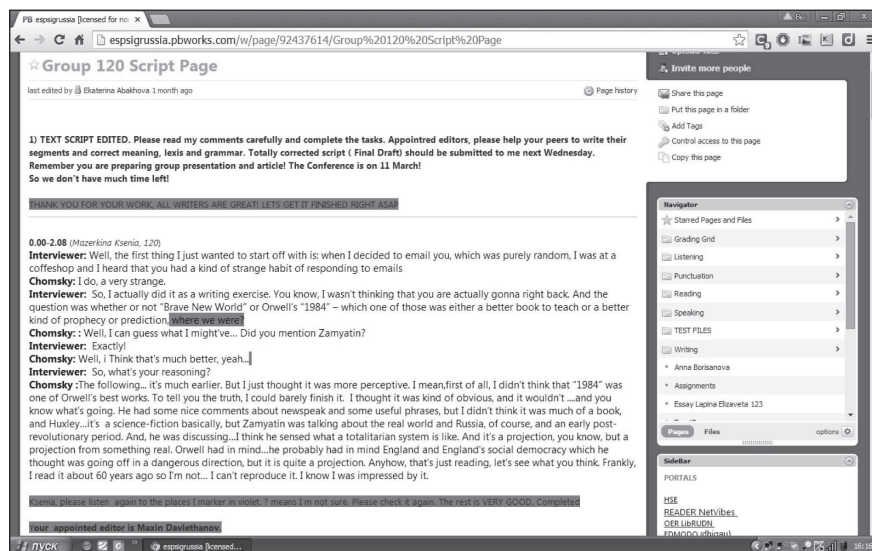 PB espsigrussia [licensed for no
espsigrussia.pbworks.com/w/page/92437614/Group%20120%20Script%20Page
Group 120 Script Page
last edited by Ekaterina Abakhova 1 month ago
Page history
1) TEXT SCRIPT EDITED. Please read my comments carefully and complete the tasks. Appointred editors, please help your peers to write their
segments and correct meaning, lexis and grammar. Totally corrected script ( Final Draft) should be submitted to me next Wednesday.
Remember you are preparing group presentation and article! The Conference is on 11 March!
So we don't have much time left!
THANK YOU FOR YOUR WORK, ALL WRITERS ARE GREAT! LETS GET IT FINISHED RIGHT ASAP
0.00-2.08 (Mazerkina Ksenia, 120)
Interviewer: Well, the first thing I just wanted to start off with is: when I decided to email you, which was purely random, I was at a
coffeshop and I heard that you had a kind of strange habit of responding to emails
Chomsky: I do, a very strange.
Interviewer: So, I actually did it as a writing exercise. You know, I wasn't thinking that you are actually gonna right back. And the
question was whether or not "Brave New World" or Orwell's "1984" – which one of those was either a better book to teach or a better
kind of prophecy or prediction, where we were?
Chomsky: : Well, I can guess what I might've... Did you mention Zamyatin?
Interviewer: Exactly!
Chomsky: Well, i Think that's much better, yeah...
Interviewer: So, what's your reasoning?
Chomsky :The following... it's much earlier. But I just thought it was more perceptive. I mean,first of all, I didn't think that "1984" was
one of Orwell's best works. To tell you the truth, I could barely finish it. I thought it was kind of obvious, and it wouldn't ....and you
know what's going. He had some nice comments about newspeak and some useful phrases, but I didn't think it was much of a book,
and Huxley...it's a science-fiction basically, but Zamyatin was talking about the real world and Russia, of course, and an early post-
revolutionary period. And, he was discussing...I think he sensed what a totalitarian system is like. And it's a projection, you know, but a
projection from something real. Orwell had in mind...he probably had in mind England and England's social democracy which he
thought was going off in a dangerous direction, but it is quite a projection. Anyhow, that's just reading, let's see what you think. Frankly,
I read it about 60 years ago so I'm not... I can't reproduce it. I know I was impressed by it.
Ksenia, please listen again to the places I marker in violet. ? means I m not sure. Please check it again. The rest is VERY GOOD. Completed
Your appointed editor is Maxin Davlethanov.
Invite more people
Share this page
Put this page in a folder
Add Tags
Control access to this page
Copy this page
Navigator
Starred Pages and Files
Grading Grid
Listening
Punctuation
Reading
Speaking
TEST FILES
Writing
Anna Borisanova
Assignments
Essay Lapina Elizaveta 123
Pages Files options
SideBar
PORTALS
HSE
READER NetVibes
OER LibRUDN
EDMODO (dhigau)
пуск
espsigrussia [licensed...
16:16